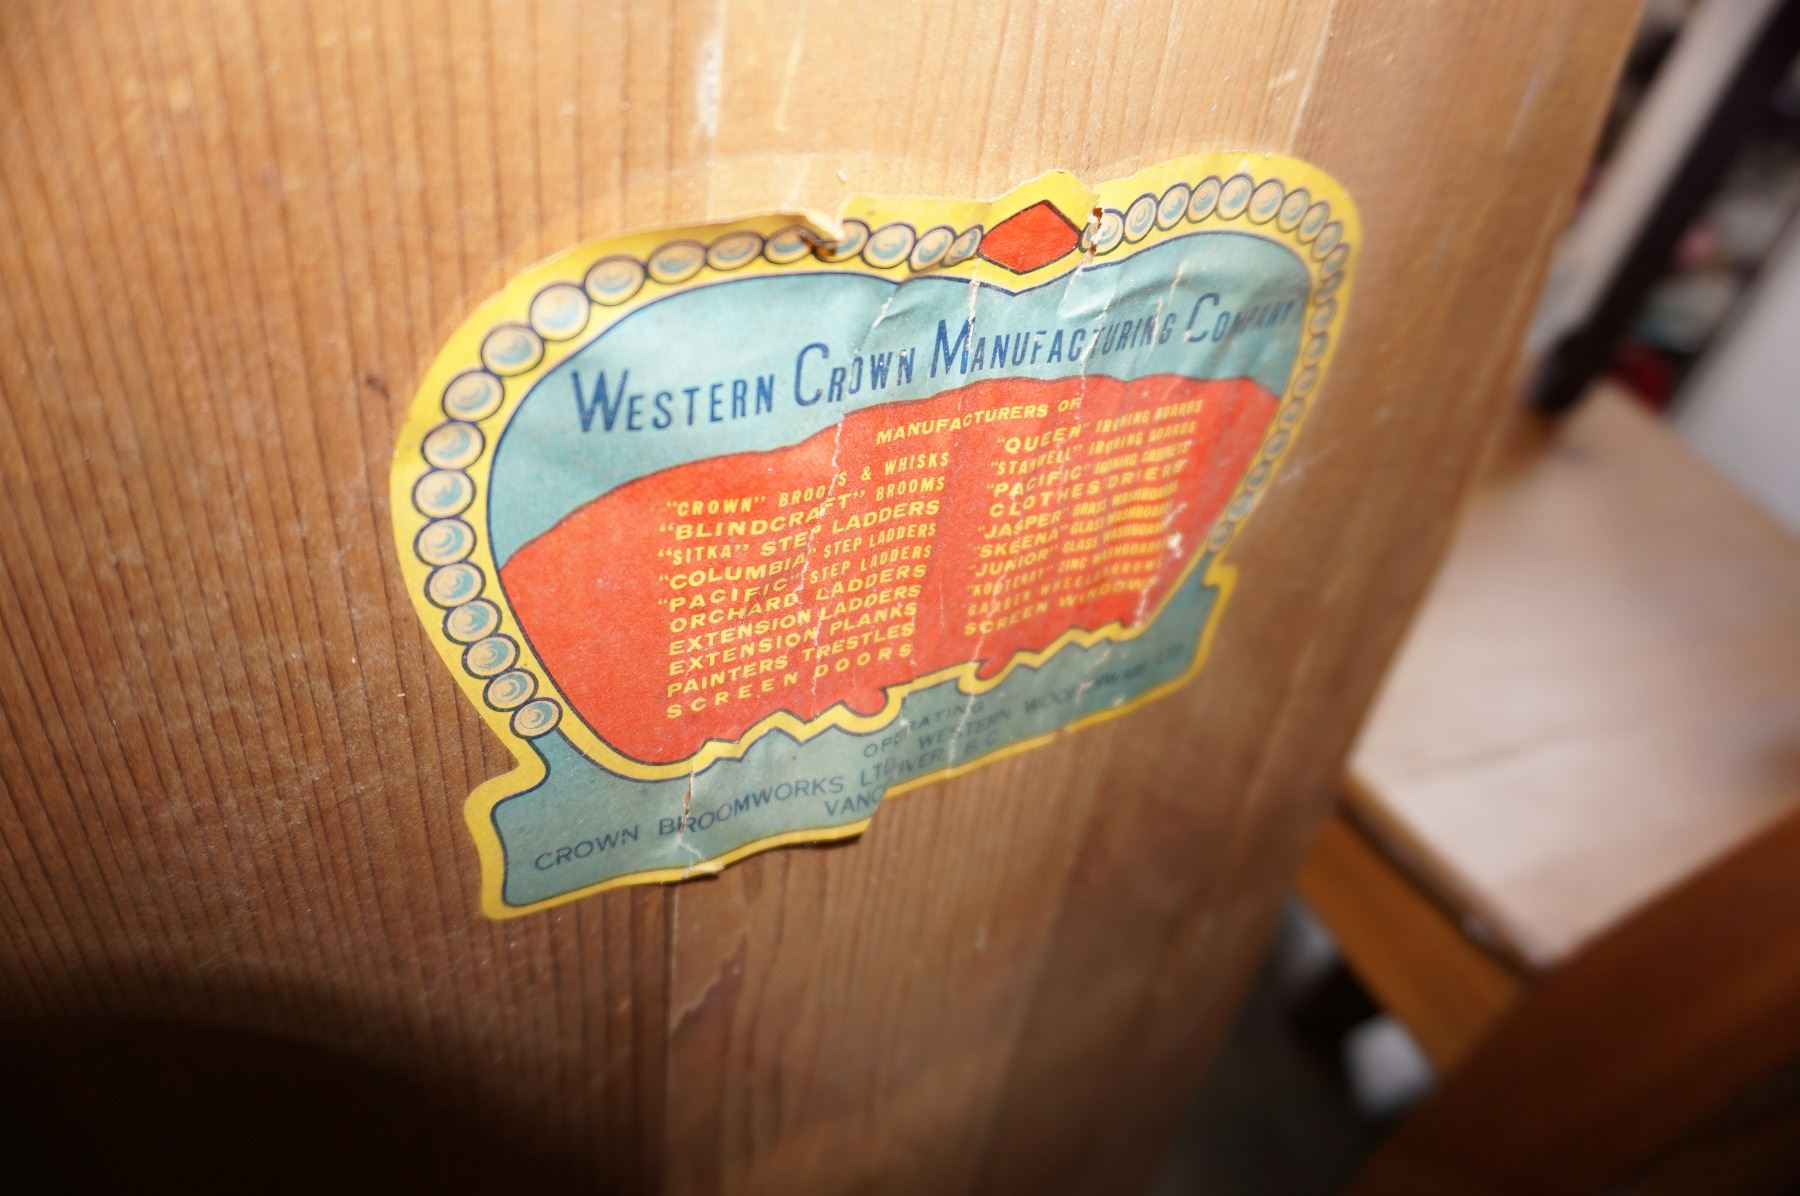 WESTERN CROWN MANUFACTURING COMPANY
MANUFACTURERS OF
"CROWN" BROOMS & WHISKS
"BLINDCRAFT" BROOMS
"SITKA" STEP LADDERS
"COLUMBIA" STEP LADDERS
"PACIFIC" STEP LADDERS
ORCHARD LADDERS
EXTENSION LADDERS
EXTENSION PLANKS
PAINTERS TRESTLES
SCREEN DOORS
"QUEEN" IRONING BOARDS
"STANWELL" IRONING BOARDS
"PACIFIC" IRONING CABINETS
CLOTHES DRIERS
"JASPER" BRASS WASHBOARDS
"SKEENA" GLASS WASHBOARDS
"JUNIOR" GLASS WASHBOARDS
"KOOTENAY" ZINC WASHBOARDS
GARDEN WHEELBARROWS
SCREEN WINDOWS
OPERATING
CROWN BROOMWORKS LTD. WESTERN WOODENWARE LTD.
VANCOUVER B.C.